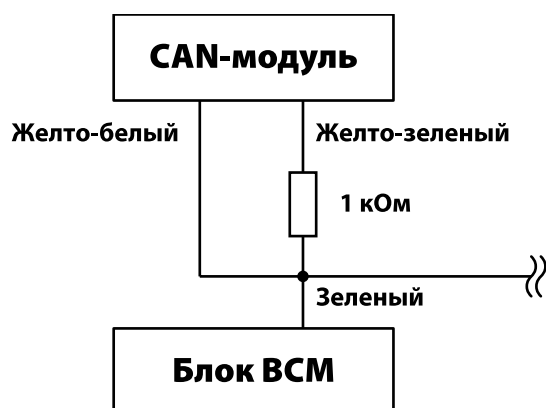 CAN-модуль
Желто-белый
Желто-зеленый
1 кОм
Зеленый
Блок BCM